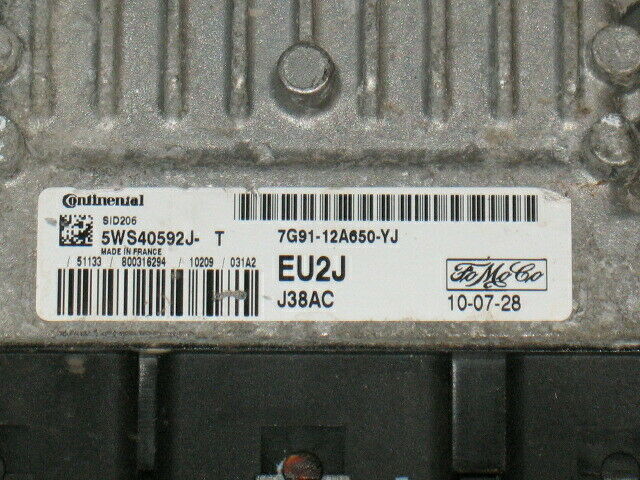 Continental
SID206
5WS40592J- T
MADE IN FRANCE
/ 51133 / 800316294 / 10209 / 031A2
7G91-12A650-YJ
EU2J
J38AC
FoMoCo
10-07-28